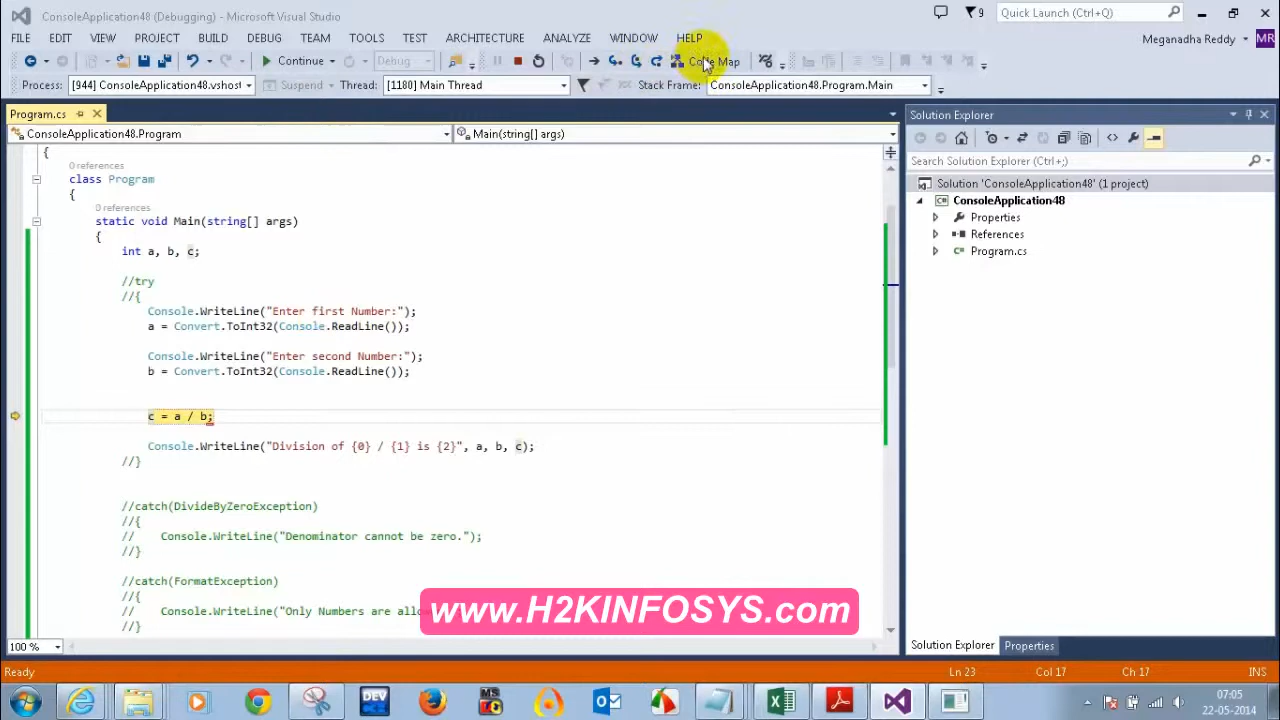 ConsoleApplication48 (Debugging) - Microsoft Visual Studio
9
Quick Launch (Ctrl+Q)
FILE EDIT VIEW PROJECT BUILD DEBUG TEAM TOOLS TEST ARCHITECTURE ANALYZE WINDOW HELP
Meganadha Reddy
MR
Continue
Debug
Code Map
Process: [944] ConsoleApplication48.vshost Suspend Thread: [1180] Main Thread Stack Frame: ConsoleApplication48.Program.Main
Program.cs
ConsoleApplication48.Program
Main(string[] args)
{
0 references
class Program
{
0 references
static void Main(string[] args)
{
int a, b, c;
//try
//{
Console.WriteLine("Enter first Number:");
a = Convert.ToInt32(Console.ReadLine());
Console.WriteLine("Enter second Number:");
b = Convert.ToInt32(Console.ReadLine());
c = a / b;
Console.WriteLine("Division of {0} / {1} is {2}", a, b, c);
//}
//catch(DivideByZeroException)
//{
// Console.WriteLine("Denominator cannot be zero.");
//}
//catch(FormatException)
//{
// Console.WriteLine("Only Numbers are
//}
www.H2KINFOSYS.com
100 %
Solution Explorer
Search Solution Explorer (Ctrl+;)
Solution 'ConsoleApplication48' (1 project)
ConsoleApplication48
Properties
References
Program.cs
Solution Explorer Properties
Ready
Ln 23 Col 17 Ch 17 INS
DEV
MS
07:05
22-05-2014